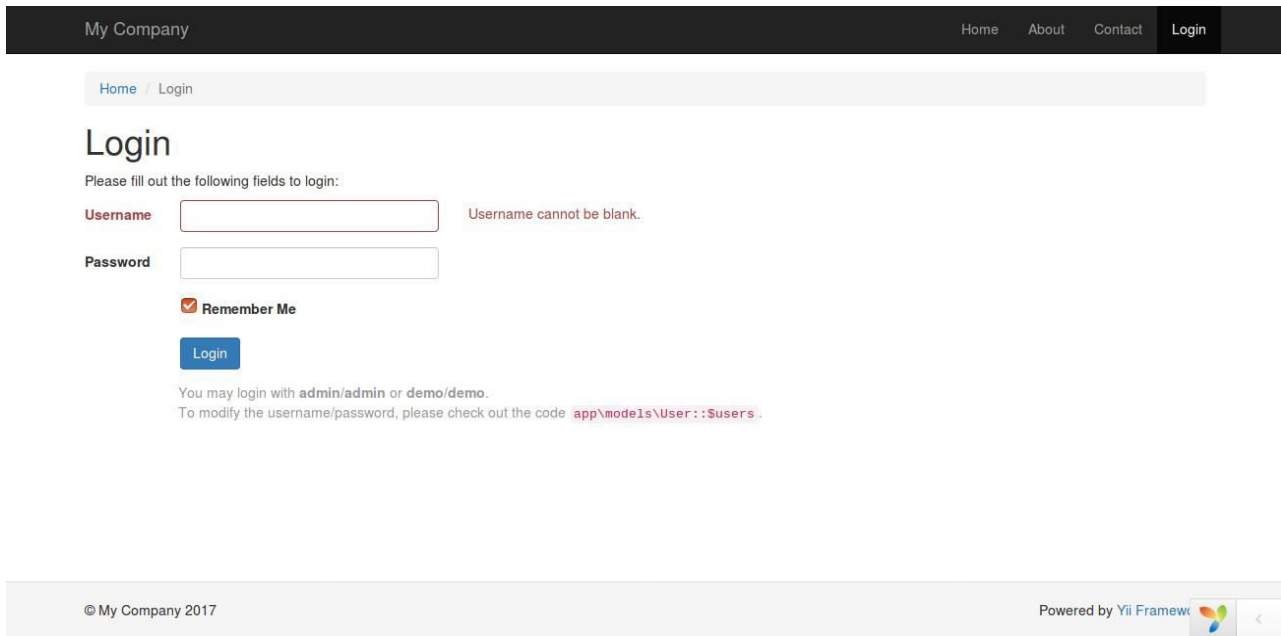 My Company
Home About Contact Login
Home / Login
Login
Please fill out the following fields to login:
Username
Username cannot be blank.
Password
Remember Me
Login
You may login with admin/admin or demo/demo.
To modify the username/password, please check out the code app\models\User::$users.
© My Company 2017
Powered by Yii Framew